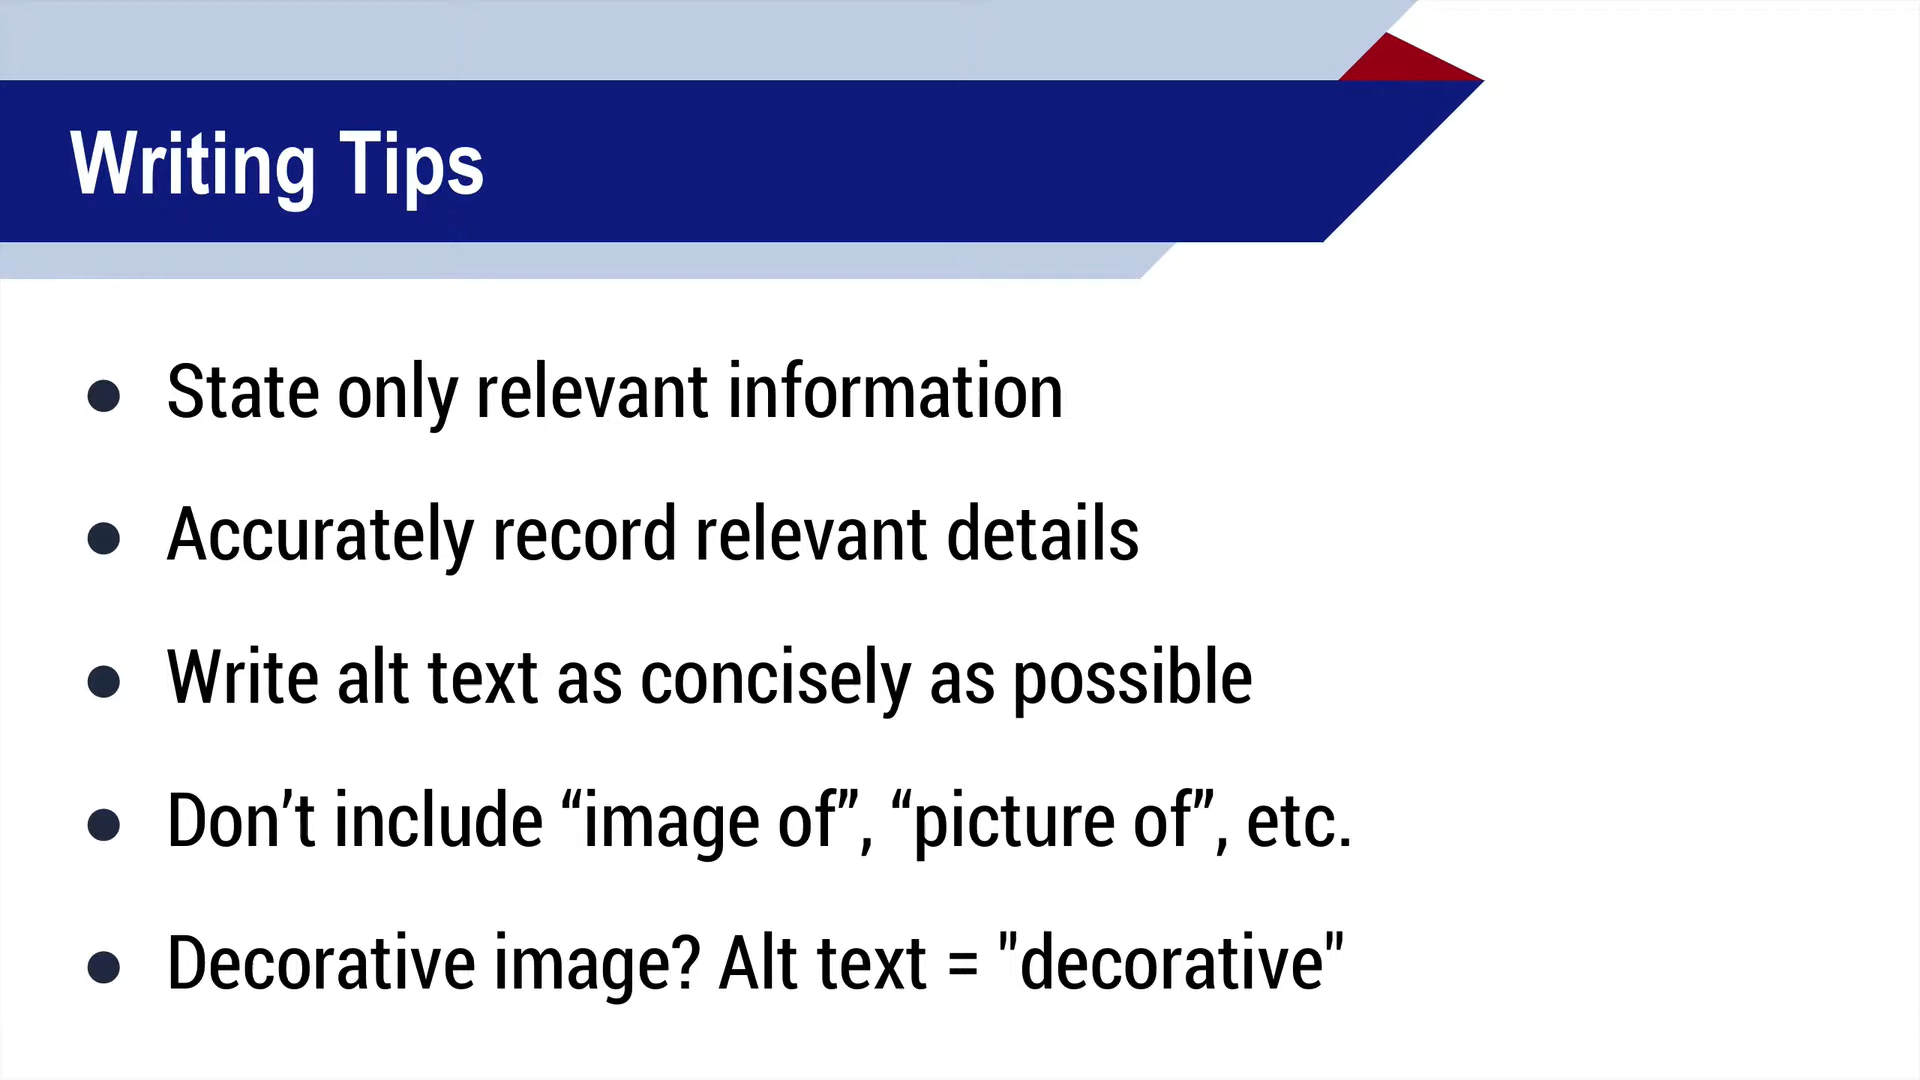 Writing Tips
● State only relevant information
● Accurately record relevant details
● Write alt text as concisely as possible
● Don’t include “image of”, “picture of”, etc.
● Decorative image? Alt text = "decorative"